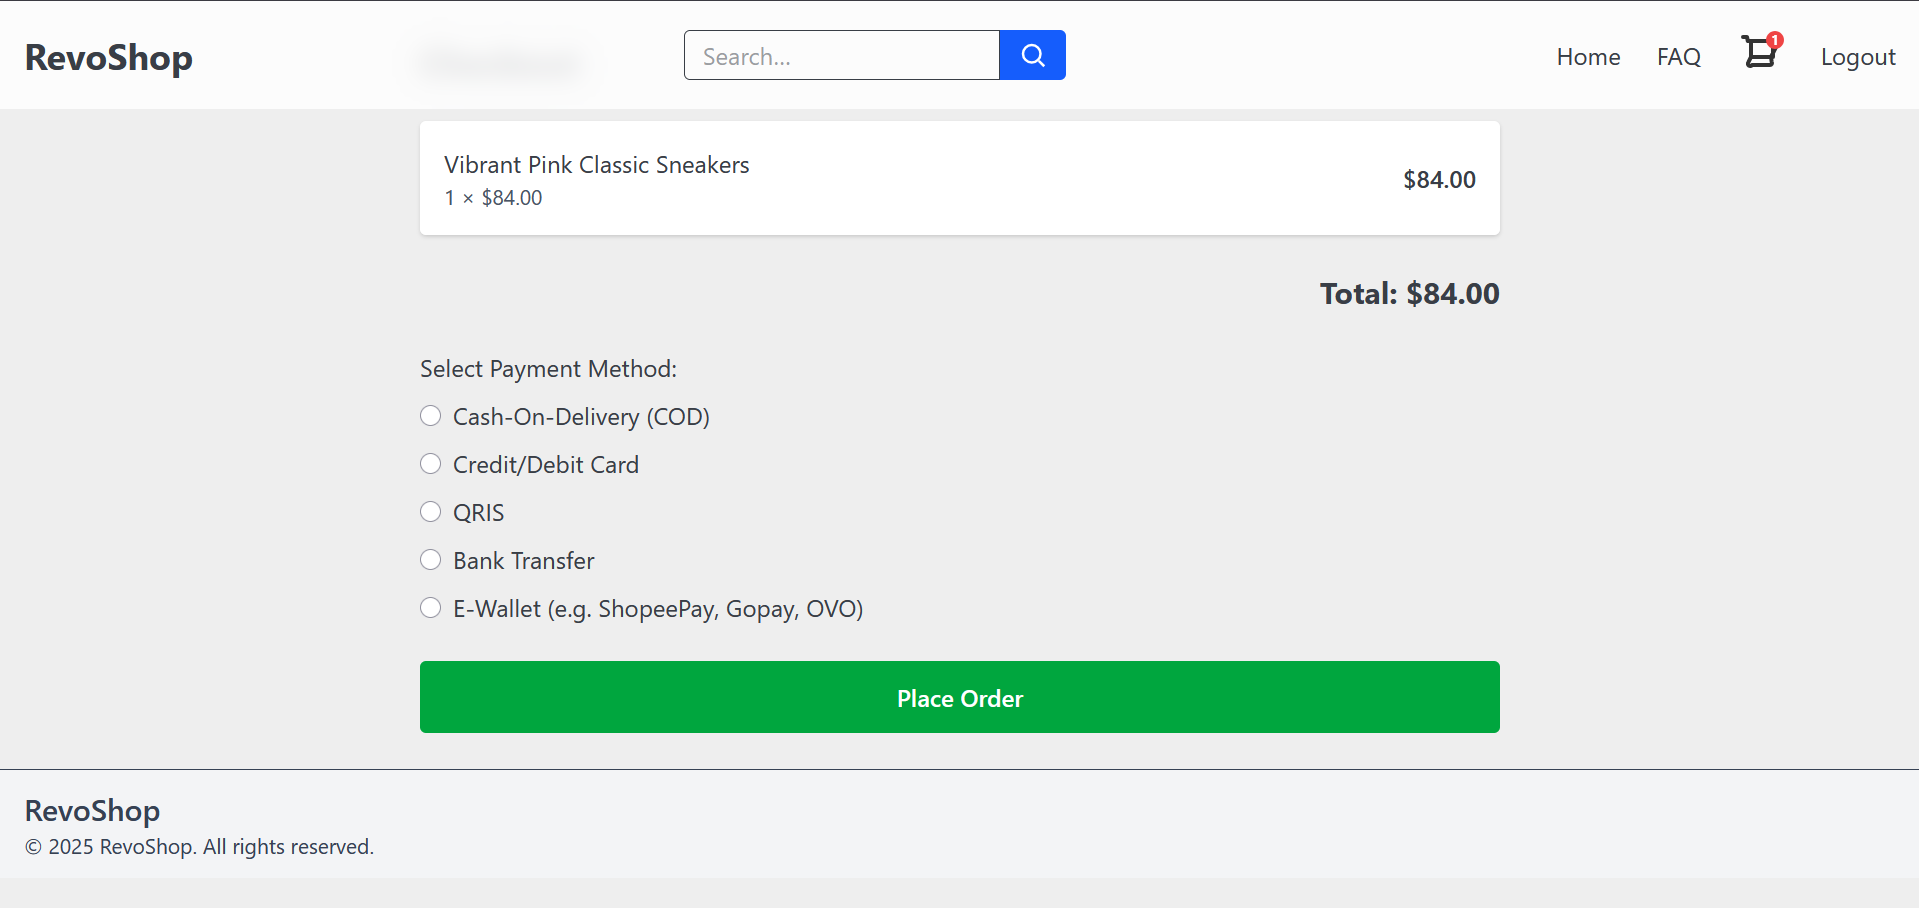 RevoShop
Search...
Home
FAQ
1
Logout
Vibrant Pink Classic Sneakers
1 × $84.00
$84.00
Total: $84.00
Select Payment Method:
Cash-On-Delivery (COD)
Credit/Debit Card
QRIS
Bank Transfer
E-Wallet (e.g. ShopeePay, Gopay, OVO)
Place Order
RevoShop
© 2025 RevoShop. All rights reserved.